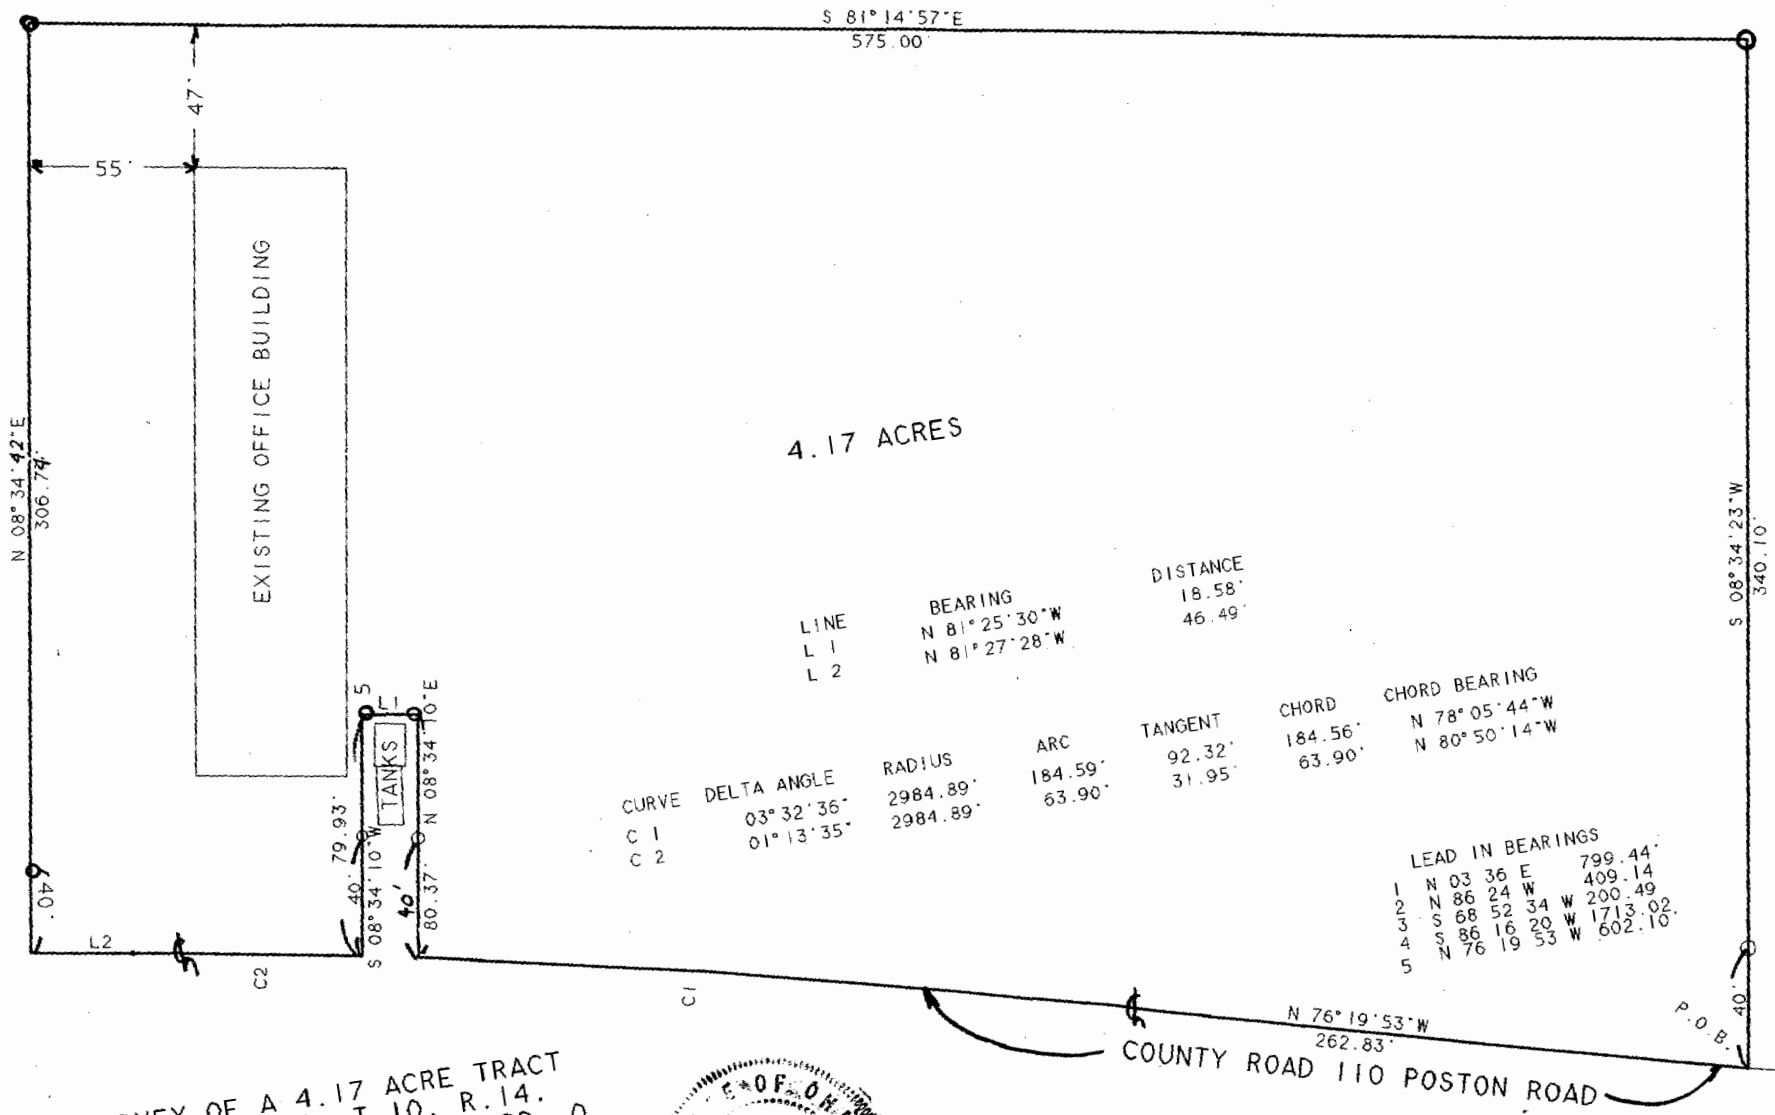 S 81°14'57"E
575.00'
47'
55'
EXISTING OFFICE BUILDING
N 08°34'42"E
306.74'
4.17 ACRES
S 08°34'23"W
340.10'
LINE BEARING DISTANCE
L 1 N 81°25'30"W 18.58'
L 2 N 81°27'28"W 46.49'
CURVE DELTA ANGLE RADIUS ARC TANGENT CHORD CHORD BEARING
C 1 03°32'36" 2984.89' 184.59' 92.32' 184.56' N 78°05'44"W
C 2 01°13'35" 2984.89' 63.90' 31.95' 63.90' N 80°50'14"W
LEAD IN BEARINGS
1 N 03 36 E 799.44'
2 N 86 24 W 409.14
3 S 68 52 34 W 200.49
4 S 86 16 20 W 1713.02
5 N 76 19 53 W 602.10
5
L1
TANKS
79.93'
40'
S 08°34'10"W
N 08°34'10"E
80.37'
40'
40'
L2
C2
C1
N 76°19'53"W
262.83'
40'
P.O.B.
COUNTY ROAD 110 POSTON ROAD
OF A 4.17 ACRE TRACT
T.10, R.14,
E OF OH